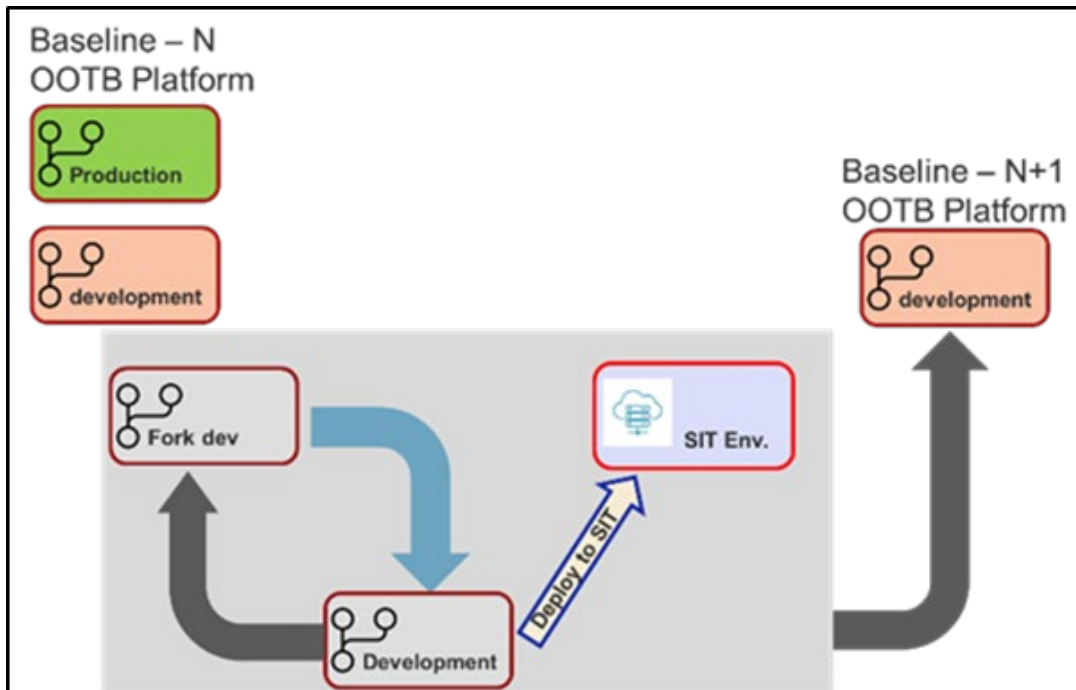 Baseline – N
OOTB Platform
Production
development
Baseline – N+1
OOTB Platform
development
Fork dev
SIT Env.
Deploy to SIT
Development